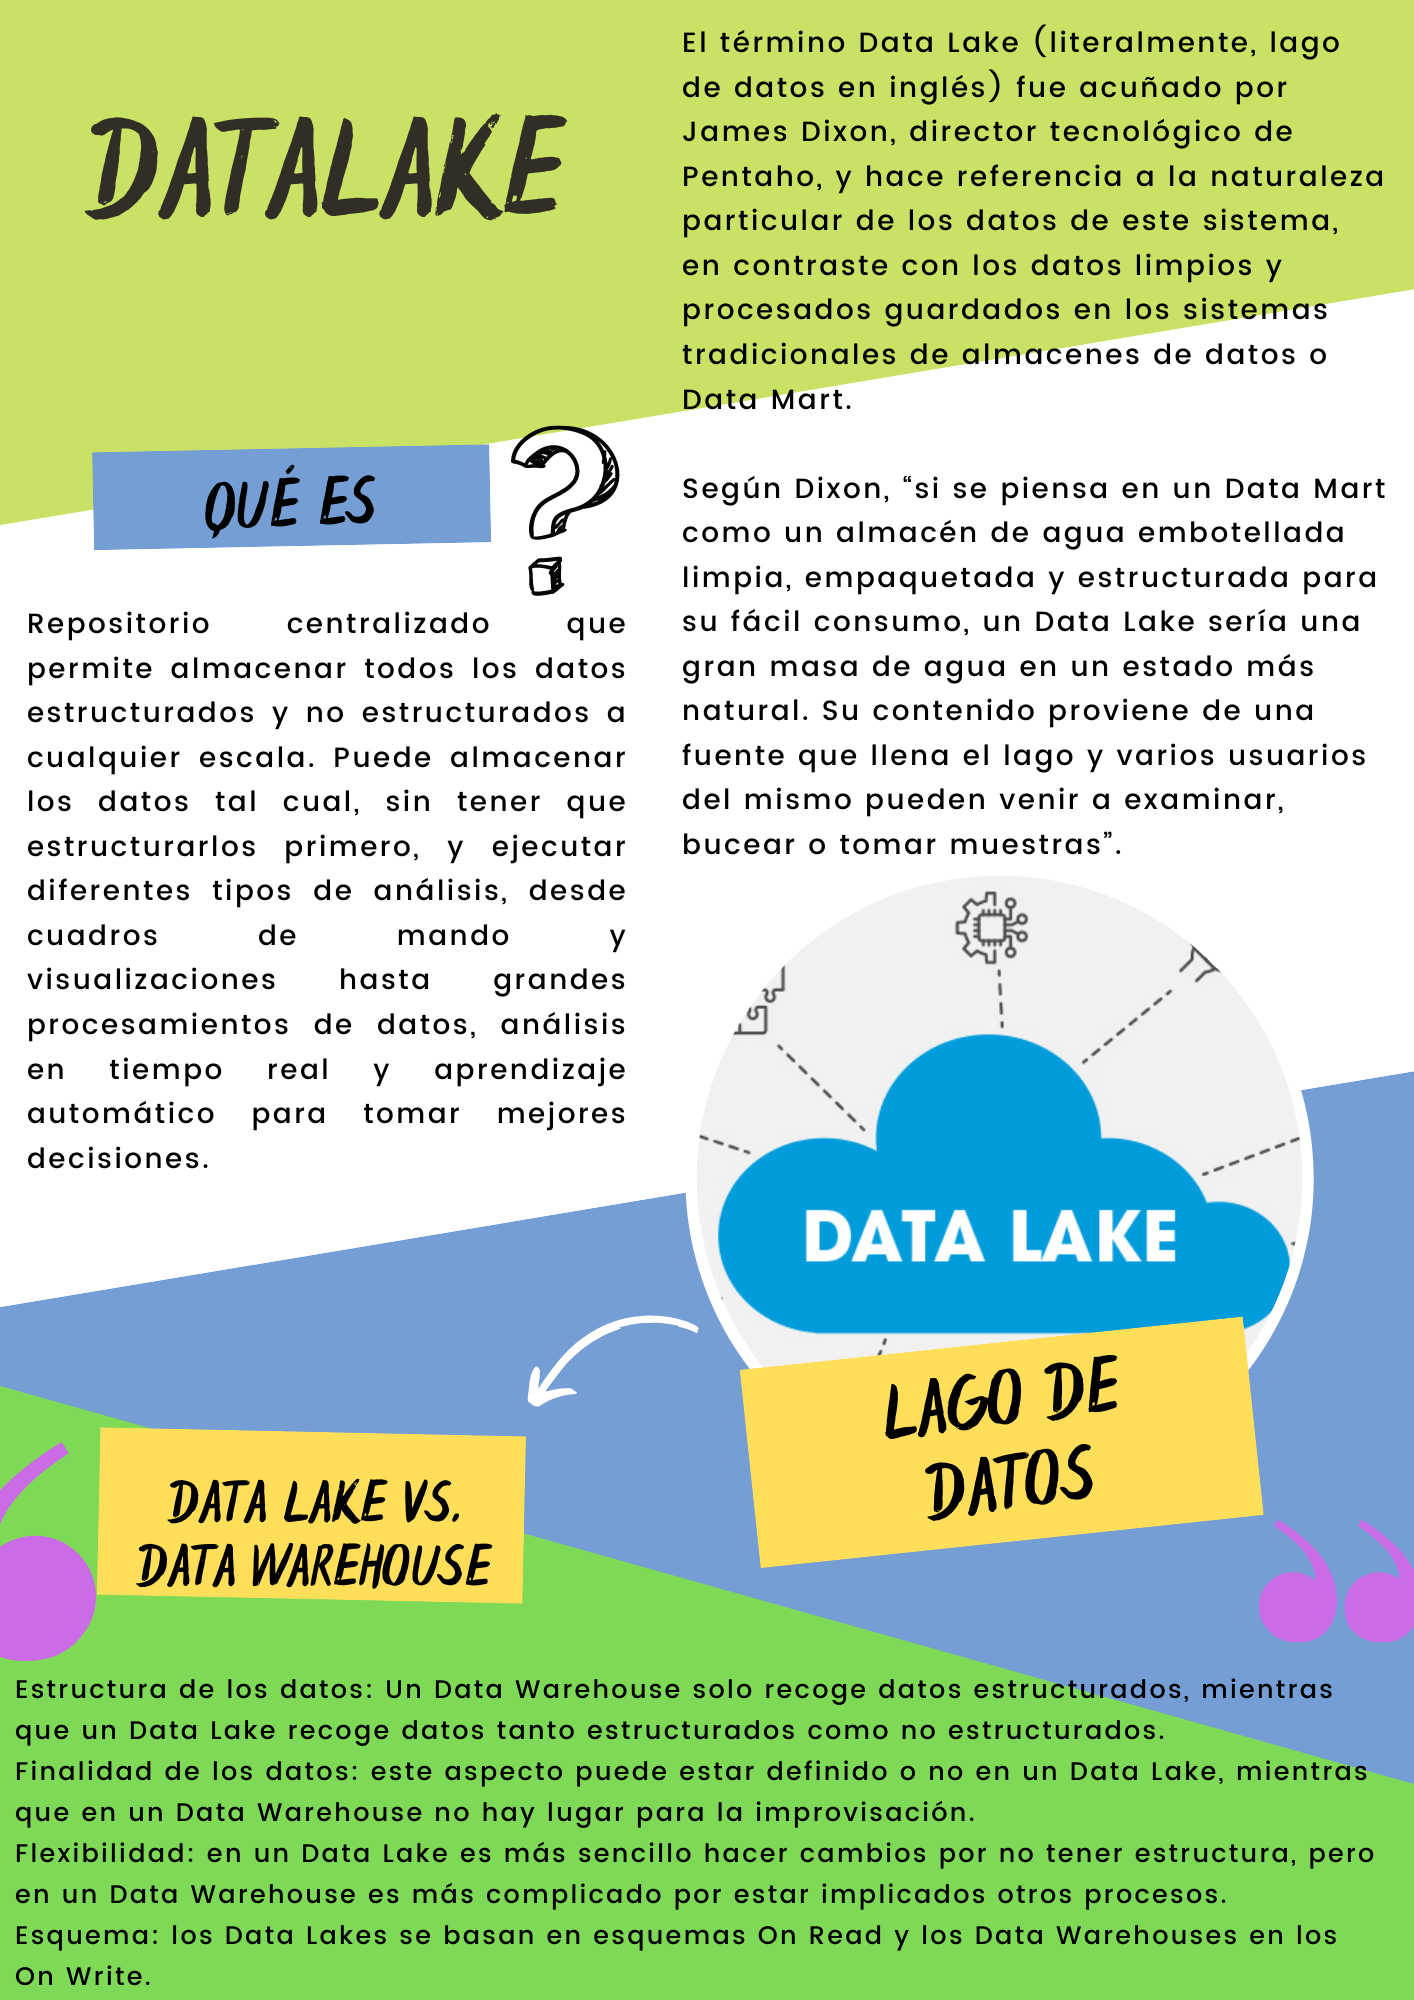 DATALAKE
El término Data Lake (literalmente, lago
de datos en inglés) fue acuñado por
James Dixon, director tecnológico de
Pentaho, y hace referencia a la naturaleza
particular de los datos de este sistema,
en contraste con los datos limpios y
procesados guardados en los sistemas
tradicionales de almacenes de datos o
Data Mart.
Según Dixon, “si se piensa en un Data Mart
como un almacén de agua embotellada
limpia, empaquetada y estructurada para
su fácil consumo, un Data Lake sería una
gran masa de agua en un estado más
natural. Su contenido proviene de una
fuente que llena el lago y varios usuarios
del mismo pueden venir a examinar,
bucear o tomar muestras”.
QUÉ ES ?
Repositorio centralizado que
permite almacenar todos los datos
estructurados y no estructurados a
cualquier escala. Puede almacenar
los datos tal cual, sin tener que
estructurarlos primero, y ejecutar
diferentes tipos de análisis, desde
cuadros de mando y
visualizaciones hasta grandes
procesamientos de datos, análisis
en tiempo real y aprendizaje
automático para tomar mejores
decisiones.
DATA LAKE
LAGO DE
DATOS
DATA LAKE VS.
DATA WAREHOUSE
Estructura de los datos: Un Data Warehouse solo recoge datos estructurados, mientras
que un Data Lake recoge datos tanto estructurados como no estructurados.
Finalidad de los datos: este aspecto puede estar definido o no en un Data Lake, mientras
que en un Data Warehouse no hay lugar para la improvisación.
Flexibilidad: en un Data Lake es más sencillo hacer cambios por no tener estructura, pero
en un Data Warehouse es más complicado por estar implicados otros procesos.
Esquema: los Data Lakes se basan en esquemas On Read y los Data Warehouses en los
On Write.